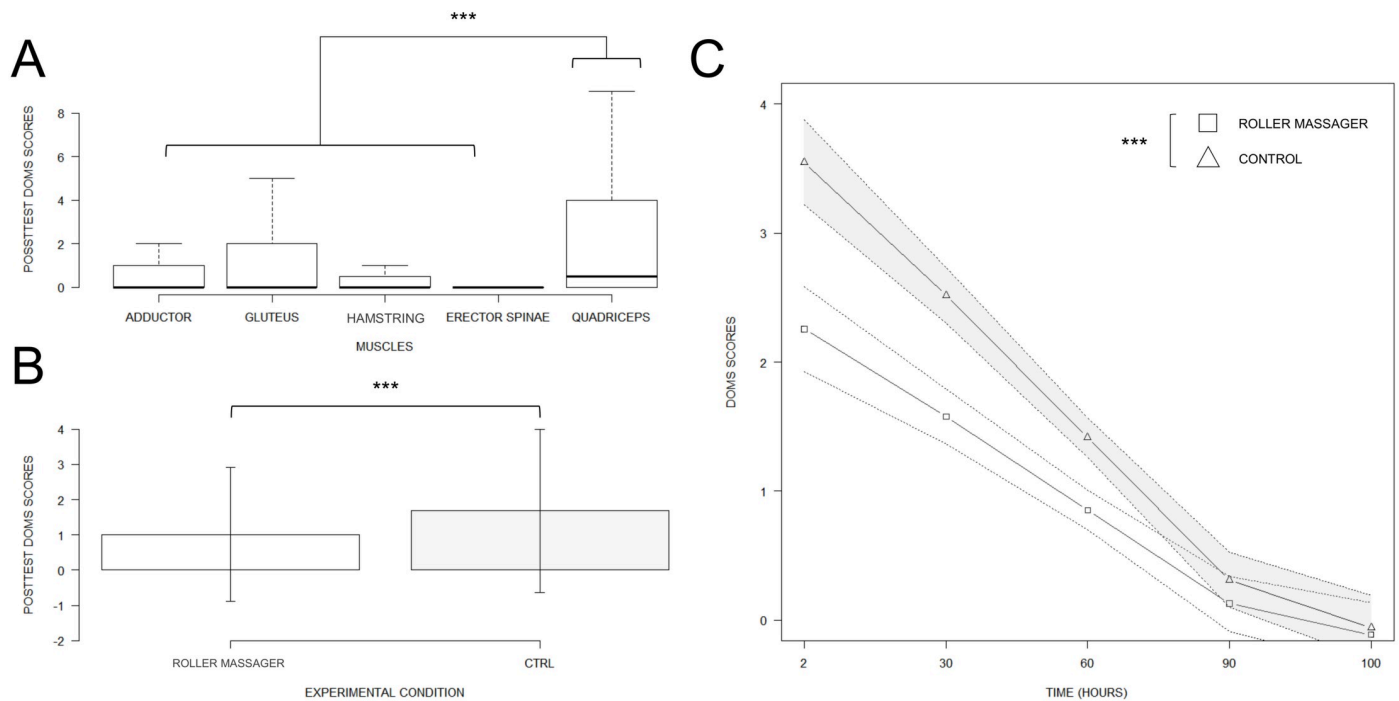 A
***
POSSTTEST DOMS SCORES
8
6
4
2
0
ADDUCTOR
GLUTEUS
HAMSTRING
ERECTOR SPINAE
QUADRICEPS
MUSCLES
B
***
POSTTEST DOMS SCORES
4
3
2
1
0
-1
-2
ROLLER MASSAGER
CTRL
EXPERIMENTAL CONDITION
C
DOMS SCORES
4
3
2
1
0
***
ROLLER MASSAGER
CONTROL
2
30
60
90
100
TIME (HOURS)